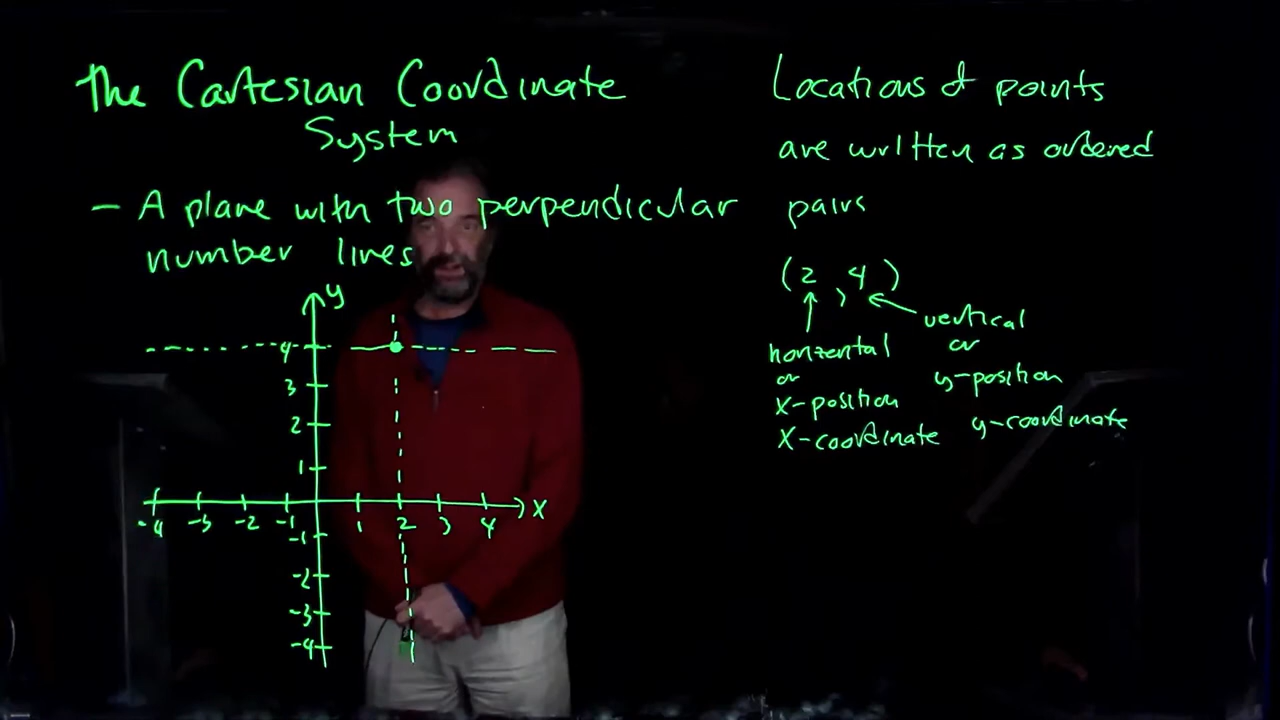 The Cartesian Coordinate
System
- A plane with two perpendicular
number lines
y
4
3
2
1
-4 -3 -2 -1 1 2 3 4 x
-1
-2
-3
-4
Locations of points
are written as ordered
pairs
(2, 4)
vertical
or
y-position
y-coordinate
horizontal
or
x-position
x-coordinate